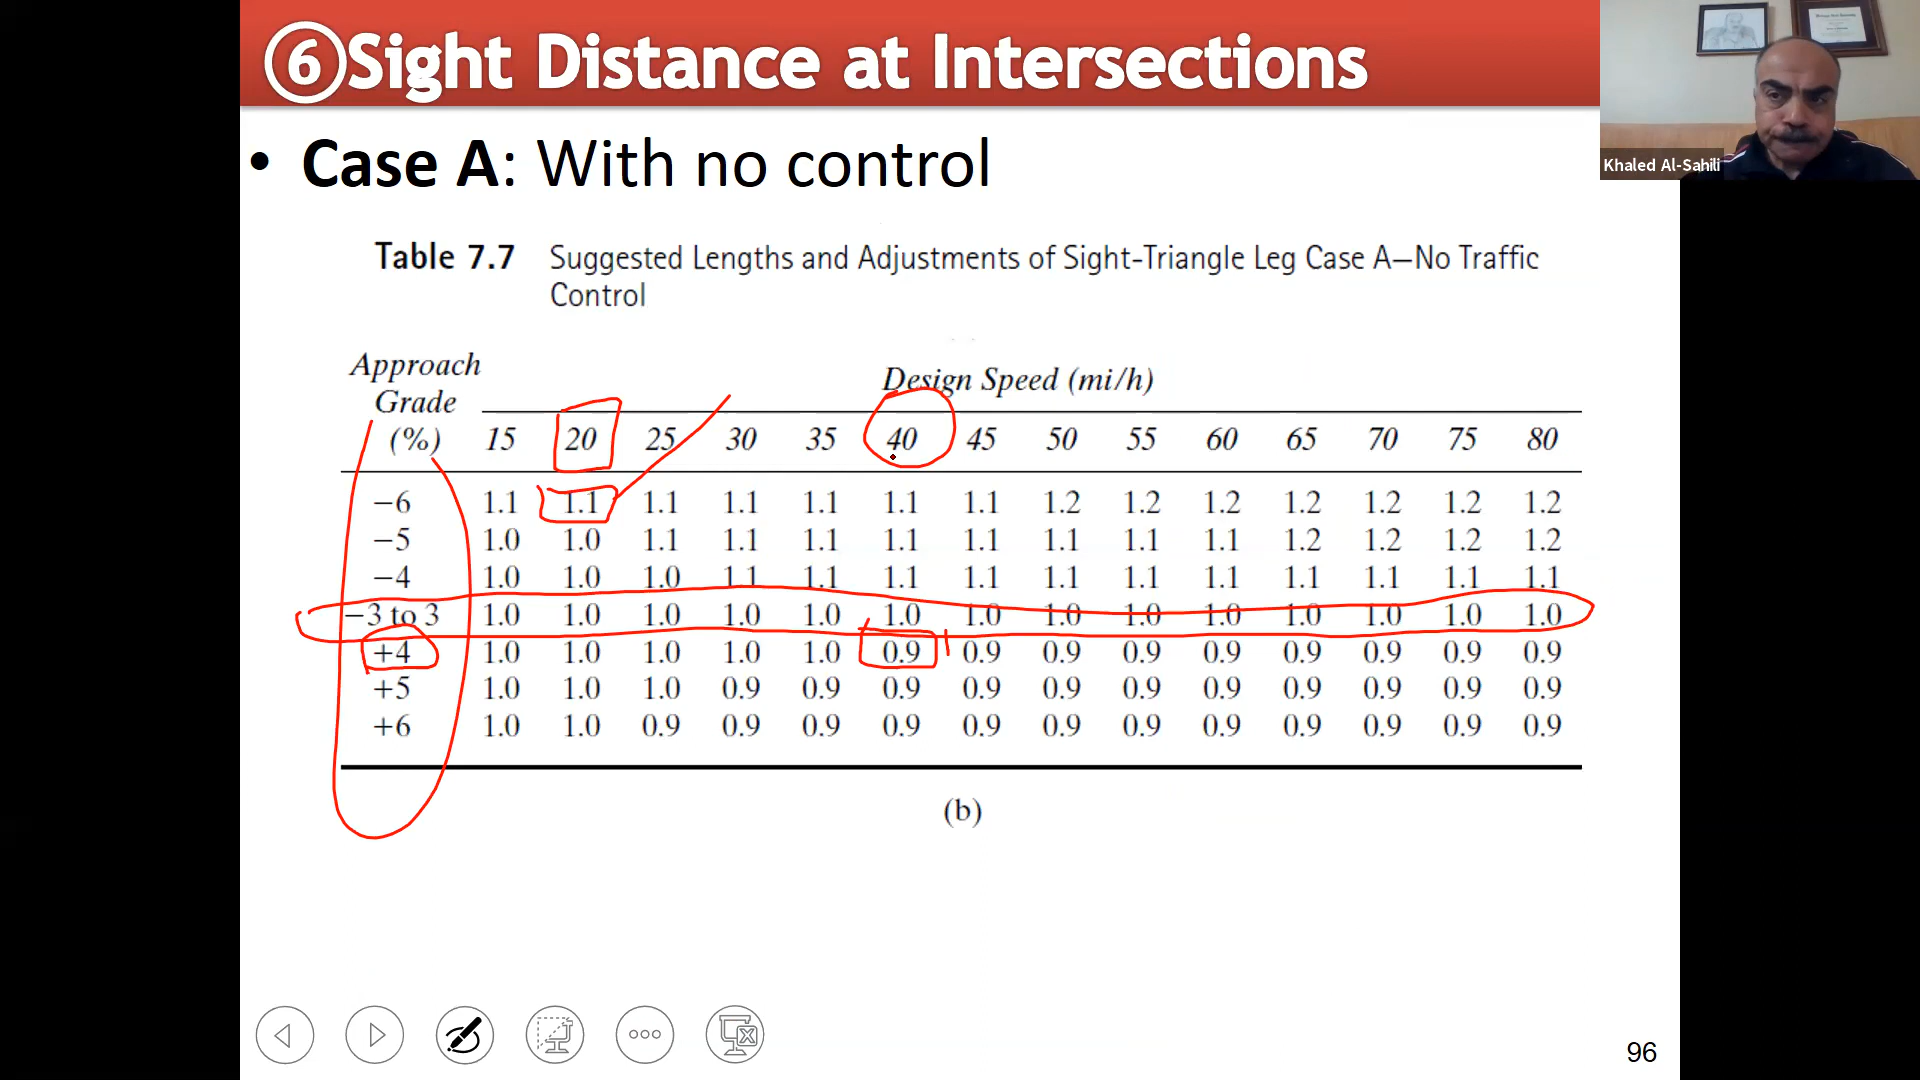 ⑥Sight Distance at Intersections
Khaled Al-Sahili
• Case A: With no control
Table 7.7 Suggested Lengths and Adjustments of Sight-Triangle Leg Case A—No Traffic
Control
Approach
Grade
(%)
Design Speed (mi/h)
15 20 25 30 35 40 45 50 55 60 65 70 75 80
−6 1.1 1.1 1.1 1.1 1.1 1.1 1.1 1.2 1.2 1.2 1.2 1.2 1.2 1.2
−5 1.0 1.0 1.1 1.1 1.1 1.1 1.1 1.1 1.1 1.1 1.2 1.2 1.2 1.2
−4 1.0 1.0 1.0 1.1 1.1 1.1 1.1 1.1 1.1 1.1 1.1 1.1 1.1 1.1
−3 to 3 1.0 1.0 1.0 1.0 1.0 1.0 1.0 1.0 1.0 1.0 1.0 1.0 1.0 1.0
+4 1.0 1.0 1.0 1.0 1.0 0.9 0.9 0.9 0.9 0.9 0.9 0.9 0.9 0.9
+5 1.0 1.0 1.0 0.9 0.9 0.9 0.9 0.9 0.9 0.9 0.9 0.9 0.9 0.9
+6 1.0 1.0 0.9 0.9 0.9 0.9 0.9 0.9 0.9 0.9 0.9 0.9 0.9 0.9
(b)
96